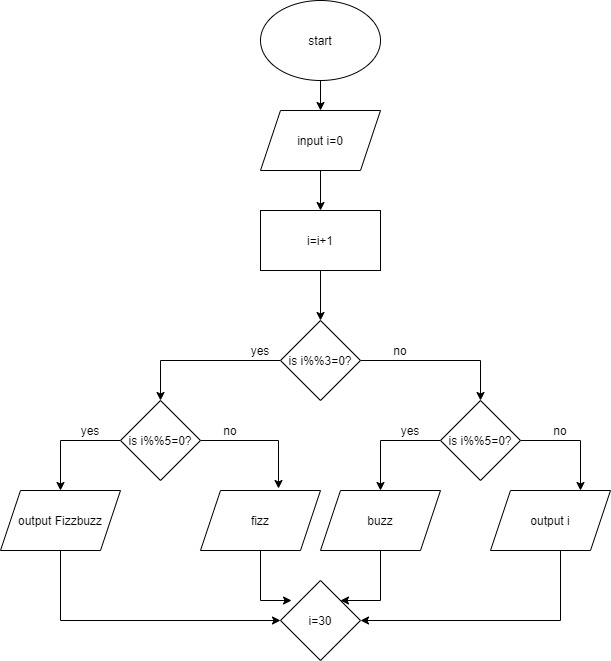 start
input i=0
i=i+1
yes
is i%%3=0?
no
yes
is i%%5=0?
no
yes
is i%%5=0?
no
output Fizzbuzz
fizz
buzz
output i
i=30